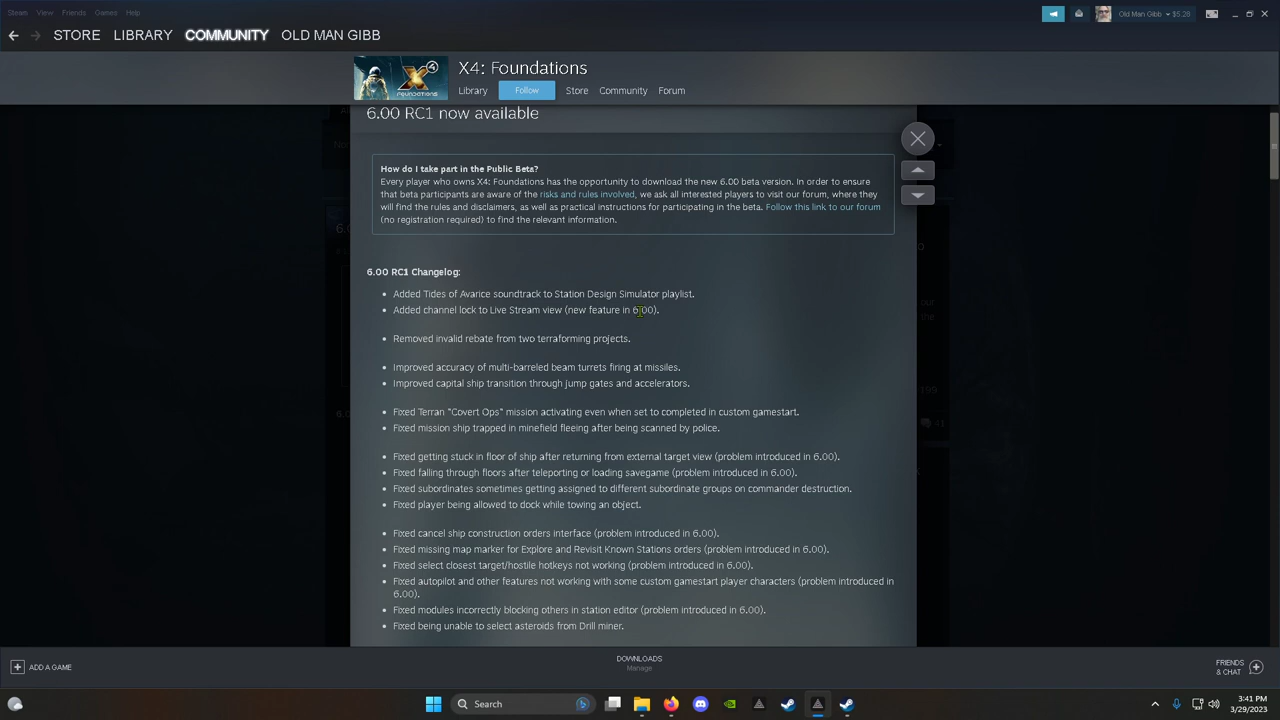 Steam View Friends Games Help
Old Man Gibb $5.28
STORE LIBRARY COMMUNITY OLD MAN GIBB
X4: Foundations
X 4 FOUNDATIONS
Library Follow Store Community Forum
6.00 RC1 now available
How do I take part in the Public Beta?
Every player who owns X4: Foundations has the opportunity to download the new 6.00 beta version. In order to ensure
that beta participants are aware of the risks and rules involved, we ask all interested players to visit our forum, where they
will find the rules and disclaimers, as well as practical instructions for participating in the beta. Follow this link to our forum
(no registration required) to find the relevant information.
6.00 RC1 Changelog:
• Added Tides of Avarice soundtrack to Station Design Simulator playlist.
• Added channel lock to Live Stream view (new feature in 6.00).
• Removed invalid rebate from two terraforming projects.
• Improved accuracy of multi-barreled beam turrets firing at missiles.
• Improved capital ship transition through jump gates and accelerators.
• Fixed Terran "Covert Ops" mission activating even when set to completed in custom gamestart.
• Fixed mission ship trapped in minefield fleeing after being scanned by police.
• Fixed getting stuck in floor of ship after returning from external target view (problem introduced in 6.00).
• Fixed falling through floors after teleporting or loading savegame (problem introduced in 6.00).
• Fixed subordinates sometimes getting assigned to different subordinate groups on commander destruction.
• Fixed player being allowed to dock while towing an object.
• Fixed cancel ship construction orders interface (problem introduced in 6.00).
• Fixed missing map marker for Explore and Revisit Known Stations orders (problem introduced in 6.00).
• Fixed select closest target/hostile hotkeys not working (problem introduced in 6.00).
• Fixed autopilot and other features not working with some custom gamestart player characters (problem introduced in
6.00).
• Fixed modules incorrectly blocking others in station editor (problem introduced in 6.00).
• Fixed being unable to select asteroids from Drill miner.
ADD A GAME
DOWNLOADS
Manage
FRIENDS
& CHAT
Search
3:41 PM
3/29/2023